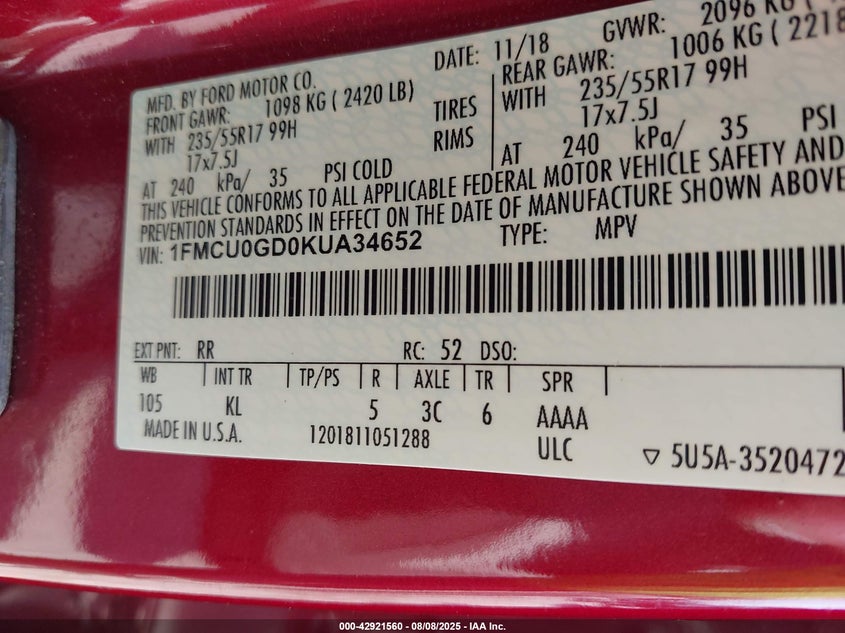 MFD. BY FORD MOTOR CO. DATE: 11/18 GVWR: 2096 KG
FRONT GAWR: 1098 KG ( 2420 LB) REAR GAWR: 1006 KG ( 2218
WITH 235/55R17 99H TIRES WITH 235/55R17 99H
17x7.5J RIMS 17x7.5J
AT 240 kPa/ 35 PSI COLD AT 240 kPa/ 35 PSI
THIS VEHICLE CONFORMS TO ALL APPLICABLE FEDERAL MOTOR VEHICLE SAFETY AND
PREVENTION STANDARDS IN EFFECT ON THE DATE OF MANUFACTURE SHOWN ABOVE
VIN: 1FMCU0GD0KUA34652 TYPE: MPV
EXT PNT: RR RC: 52 DSO:
WB INT TR TP/PS R AXLE TR SPR
105 KL 5 3C 6 AAAA
MADE IN U.S.A. 1201811051288 ULC
5U5A-3520472
000-42921560 - 08/08/2025 - IAA Inc.